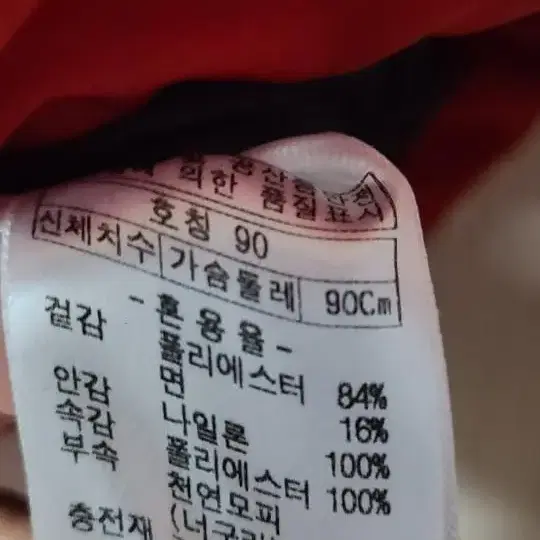 의한 품질표시
호칭 90
신체치수 가슴둘레 90Cm
- 혼용율 -
겉감 폴리에스터 84%
면 16%
안감 나일론 100%
속감 폴리에스터 100%
부속 천연모피
충전재